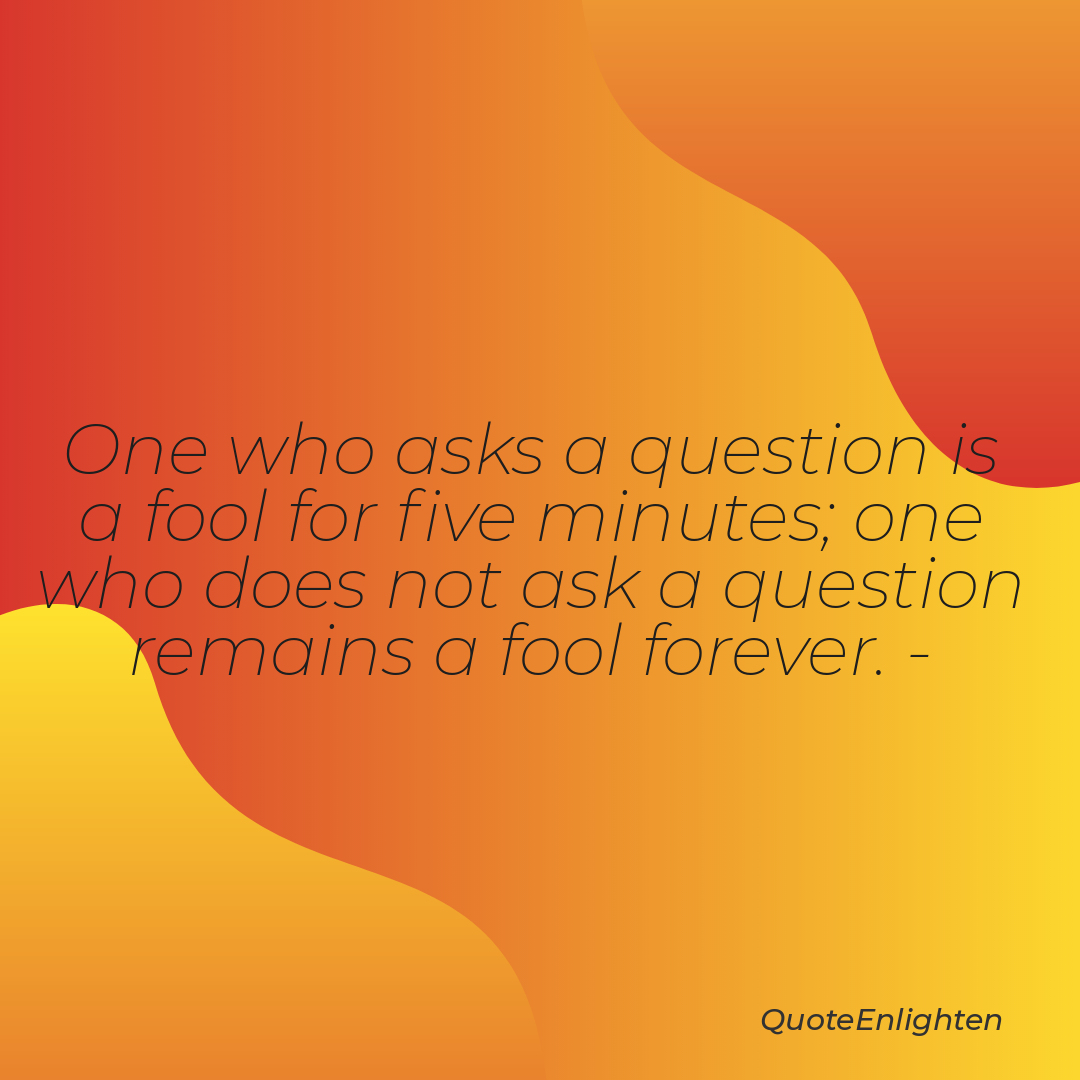 One who asks a question is
a fool for five minutes; one
who does not ask a question
remains a fool forever. -
QuoteEnlighten